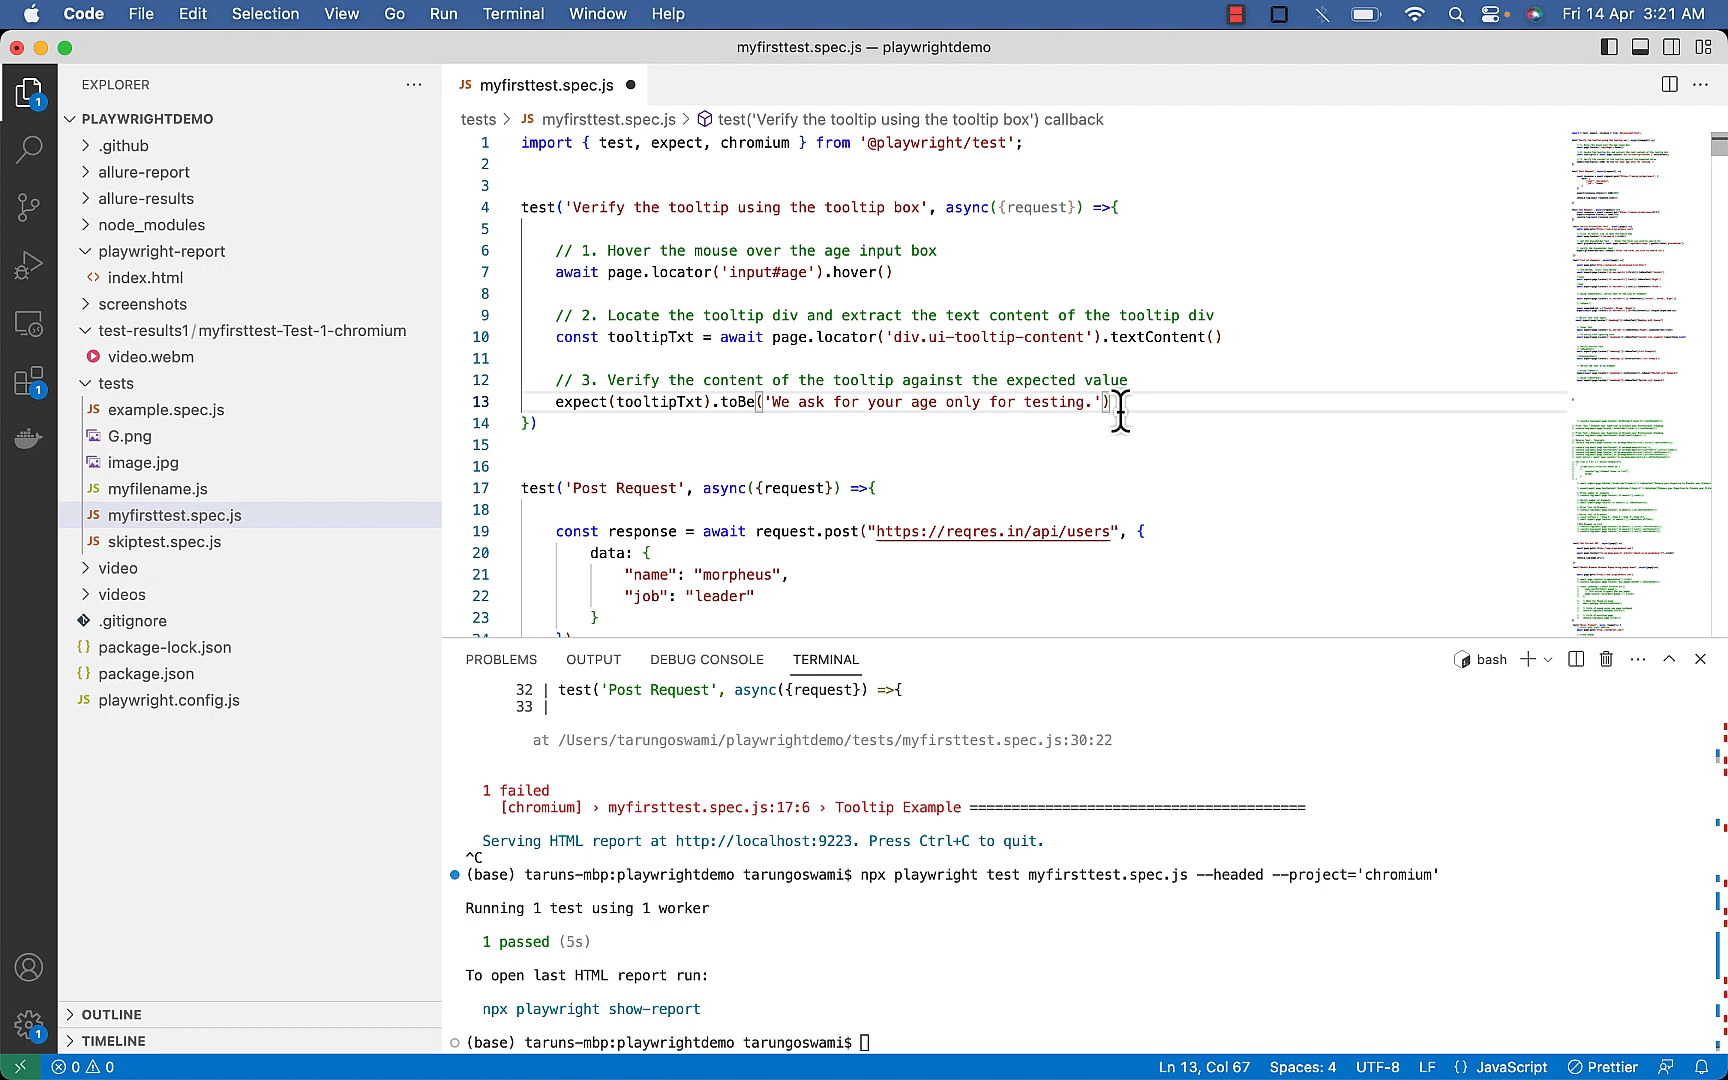 Code File Edit Selection View Go Run Terminal Window Help Fri 14 Apr 3:21 AM
myfirsttest.spec.js — playwrightdemo
EXPLORER
PLAYWRIGHTDEMO
.github
allure-report
allure-results
node_modules
playwright-report
<> index.html
screenshots
test-results1/myfirsttest-Test-1-chromium
video.webm
tests
JS example.spec.js
G.png
image.jpg
JS myfilename.js
JS myfirsttest.spec.js
JS skiptest.spec.js
video
videos
.gitignore
{} package-lock.json
{} package.json
JS playwright.config.js
OUTLINE
TIMELINE
1
1
1
JS myfirsttest.spec.js
tests > JS myfirsttest.spec.js > test('Verify the tooltip using the tooltip box') callback
1 import { test, expect, chromium } from '@playwright/test';
2
3
4 test('Verify the tooltip using the tooltip box', async({request}) =>{
5
6 // 1. Hover the mouse over the age input box
7 await page.locator('input#age').hover()
8
9 // 2. Locate the tooltip div and extract the text content of the tooltip div
10 const tooltipTxt = await page.locator('div.ui-tooltip-content').textContent()
11
12 // 3. Verify the content of the tooltip against the expected value
13 expect(tooltipTxt).toBe('We ask for your age only for testing.')
14 })
15
16
17 test('Post Request', async({request}) =>{
18
19 const response = await request.post("https://reqres.in/api/users", {
20 data: {
21 "name": "morpheus",
22 "job": "leader"
23 }
24 })
PROBLEMS OUTPUT DEBUG CONSOLE TERMINAL bash
32 | test('Post Request', async({request}) =>{
33 |
at /Users/tarungoswami/playwrightdemo/tests/myfirsttest.spec.js:30:22
1 failed
[chromium] › myfirsttest.spec.js:17:6 › Tooltip Example ========================================
Serving HTML report at http://localhost:9223. Press Ctrl+C to quit.
^C
(base) taruns-mbp:playwrightdemo tarungoswami$ npx playwright test myfirsttest.spec.js --headed --project='chromium'
Running 1 test using 1 worker
1 passed (5s)
To open last HTML report run:
npx playwright show-report
(base) taruns-mbp:playwrightdemo tarungoswami$
0 0 Ln 13, Col 67 Spaces: 4 UTF-8 LF {} JavaScript Prettier